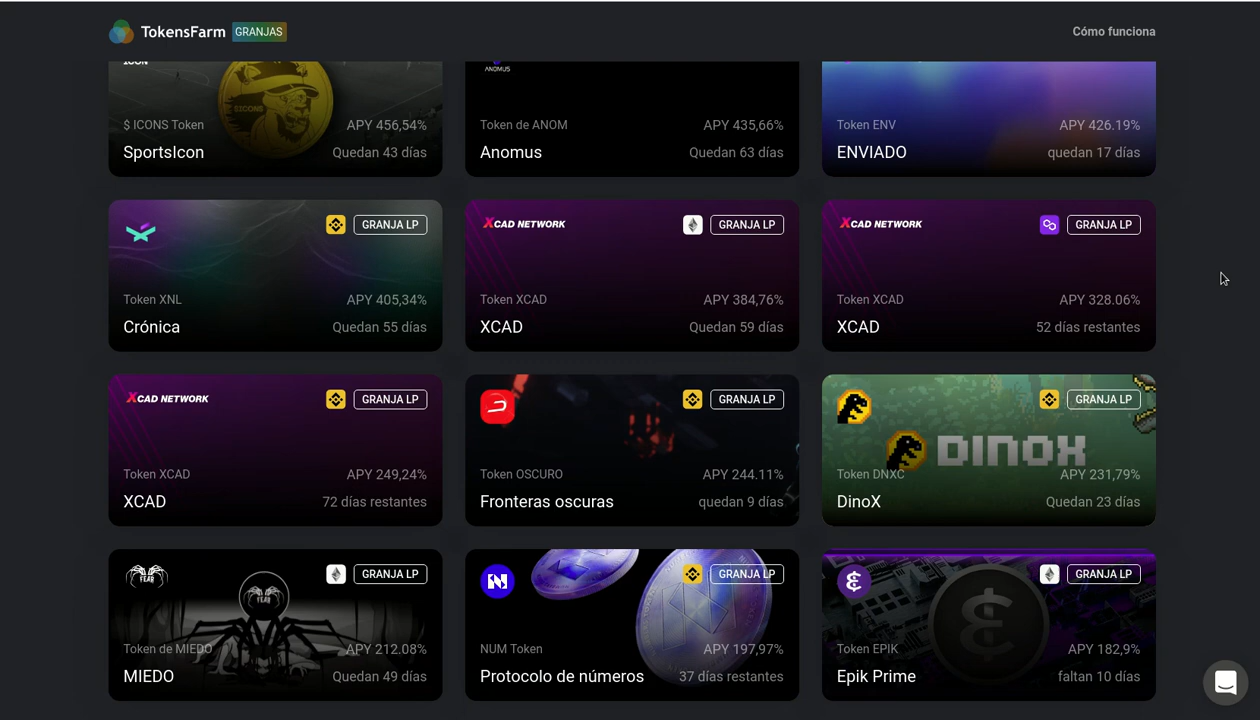 TokensFarm GRANJAS
Cómo funciona
ICON
ANOMUS
$ICONS
$ ICONS Token APY 456,54%
SportsIcon Quedan 43 días
Token de ANOM APY 435,66%
Anomus Quedan 63 días
Token ENV APY 426.19%
ENVIADO quedan 17 días
GRANJA LP
Token XNL APY 405,34%
Crónica Quedan 55 días
XCAD NETWORK GRANJA LP
Token XCAD APY 384,76%
XCAD Quedan 59 días
XCAD NETWORK GRANJA LP
Token XCAD APY 328.06%
XCAD 52 días restantes
XCAD NETWORK GRANJA LP
Token XCAD APY 249,24%
XCAD 72 días restantes
GRANJA LP
Token OSCURO APY 244.11%
Fronteras oscuras quedan 9 días
GRANJA LP
DINOX
Token DNXC APY 231,79%
DinoX Quedan 23 días
FEAR GRANJA LP
FEAR
Token de MIEDO APY 212.08%
MIEDO Quedan 49 días
GRANJA LP
NUM Token APY 197,97%
Protocolo de números 37 días restantes
GRANJA LP
Token EPIK APY 182,9%
Epik Prime faltan 10 días